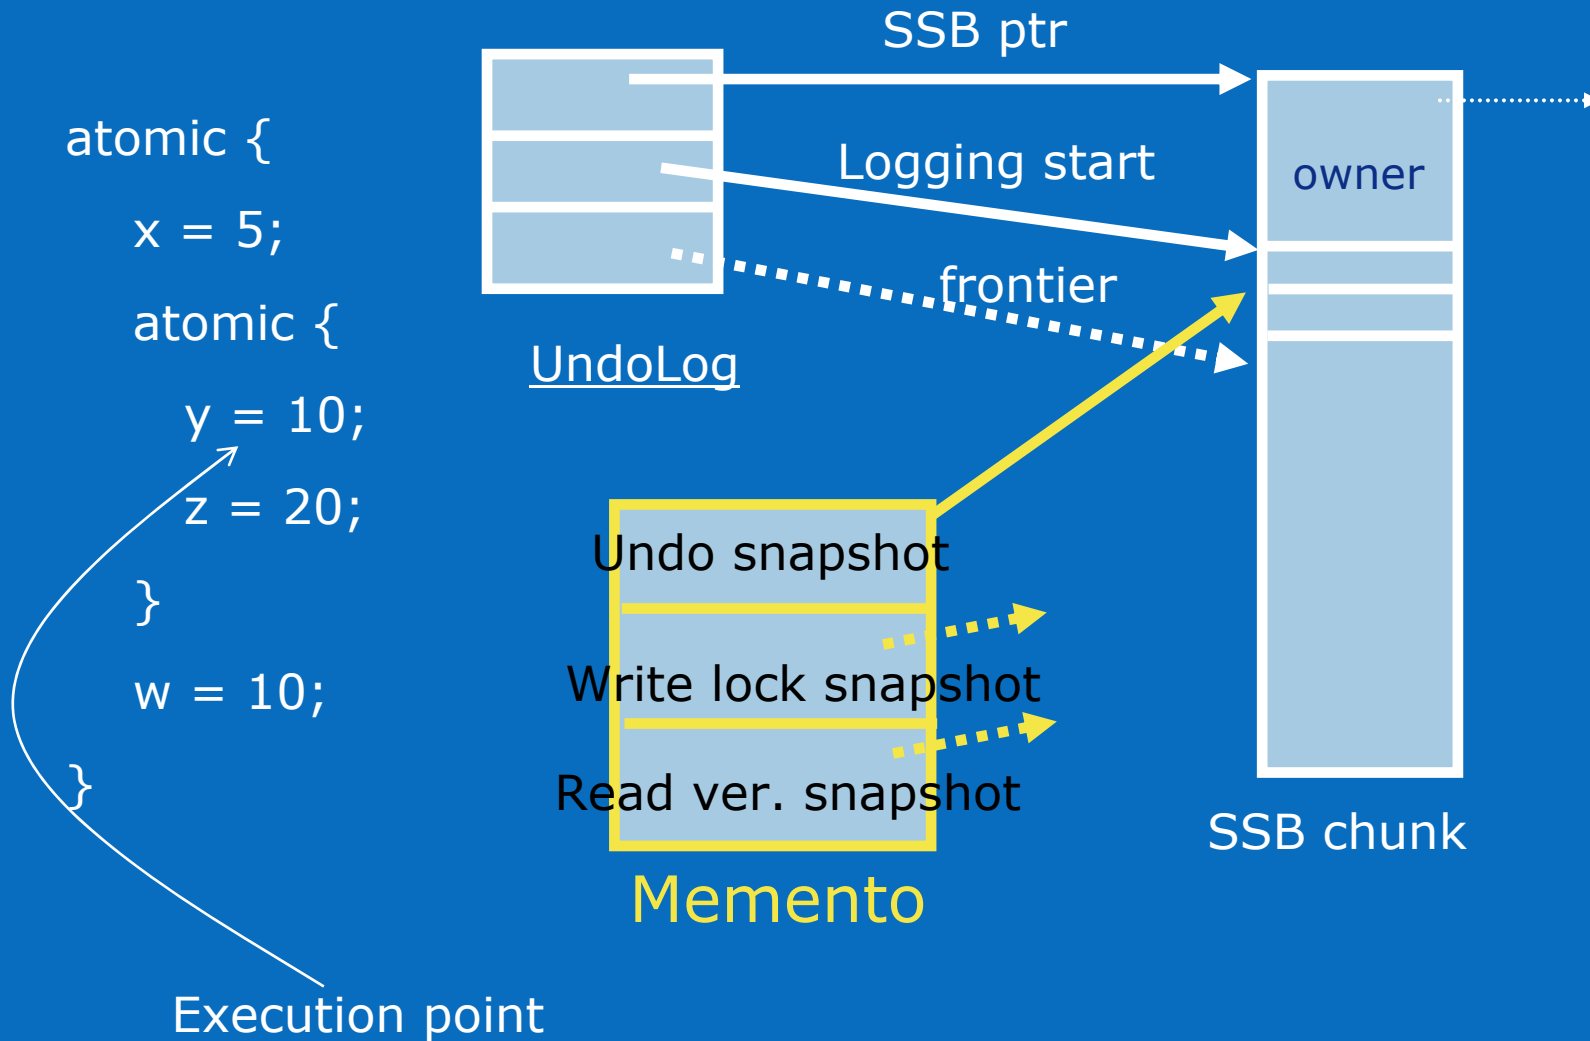 atomic {
x = 5;
atomic {
y = 10;
z = 20;
}
w = 10;
}
Execution point
UndoLog
SSB ptr
Logging start
frontier
owner
SSB chunk
Undo snapshot
Write lock snapshot
Read ver. snapshot
Memento